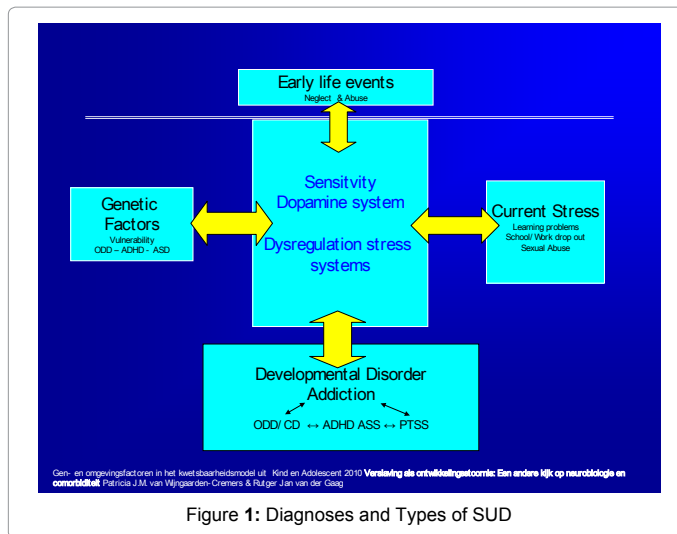 Early life events
Neglect & Abuse
Sensitvity
Dopamine system
Dysregulation stress
systems
Genetic
Factors
Vulnerability
ODD – ADHD - ASD
Current Stress
Learning problems
School/ Work drop out
Sexual Abuse
Developmental Disorder
Addiction
ODD/ CD ↔ ADHD ASS ↔ PTSS
Gen- en omgevingsfactoren in het kwetsbaarheidsmodel uit Kind en Adolescent 2010 Verslaving als ontwikkelingsstoornis: Een andere kijk op neurobiologie en
comorbiditeit Patricia J.M. van Wijngaarden-Cremers & Rutger Jan van der Gaag
Figure 1: Diagnoses and Types of SUD